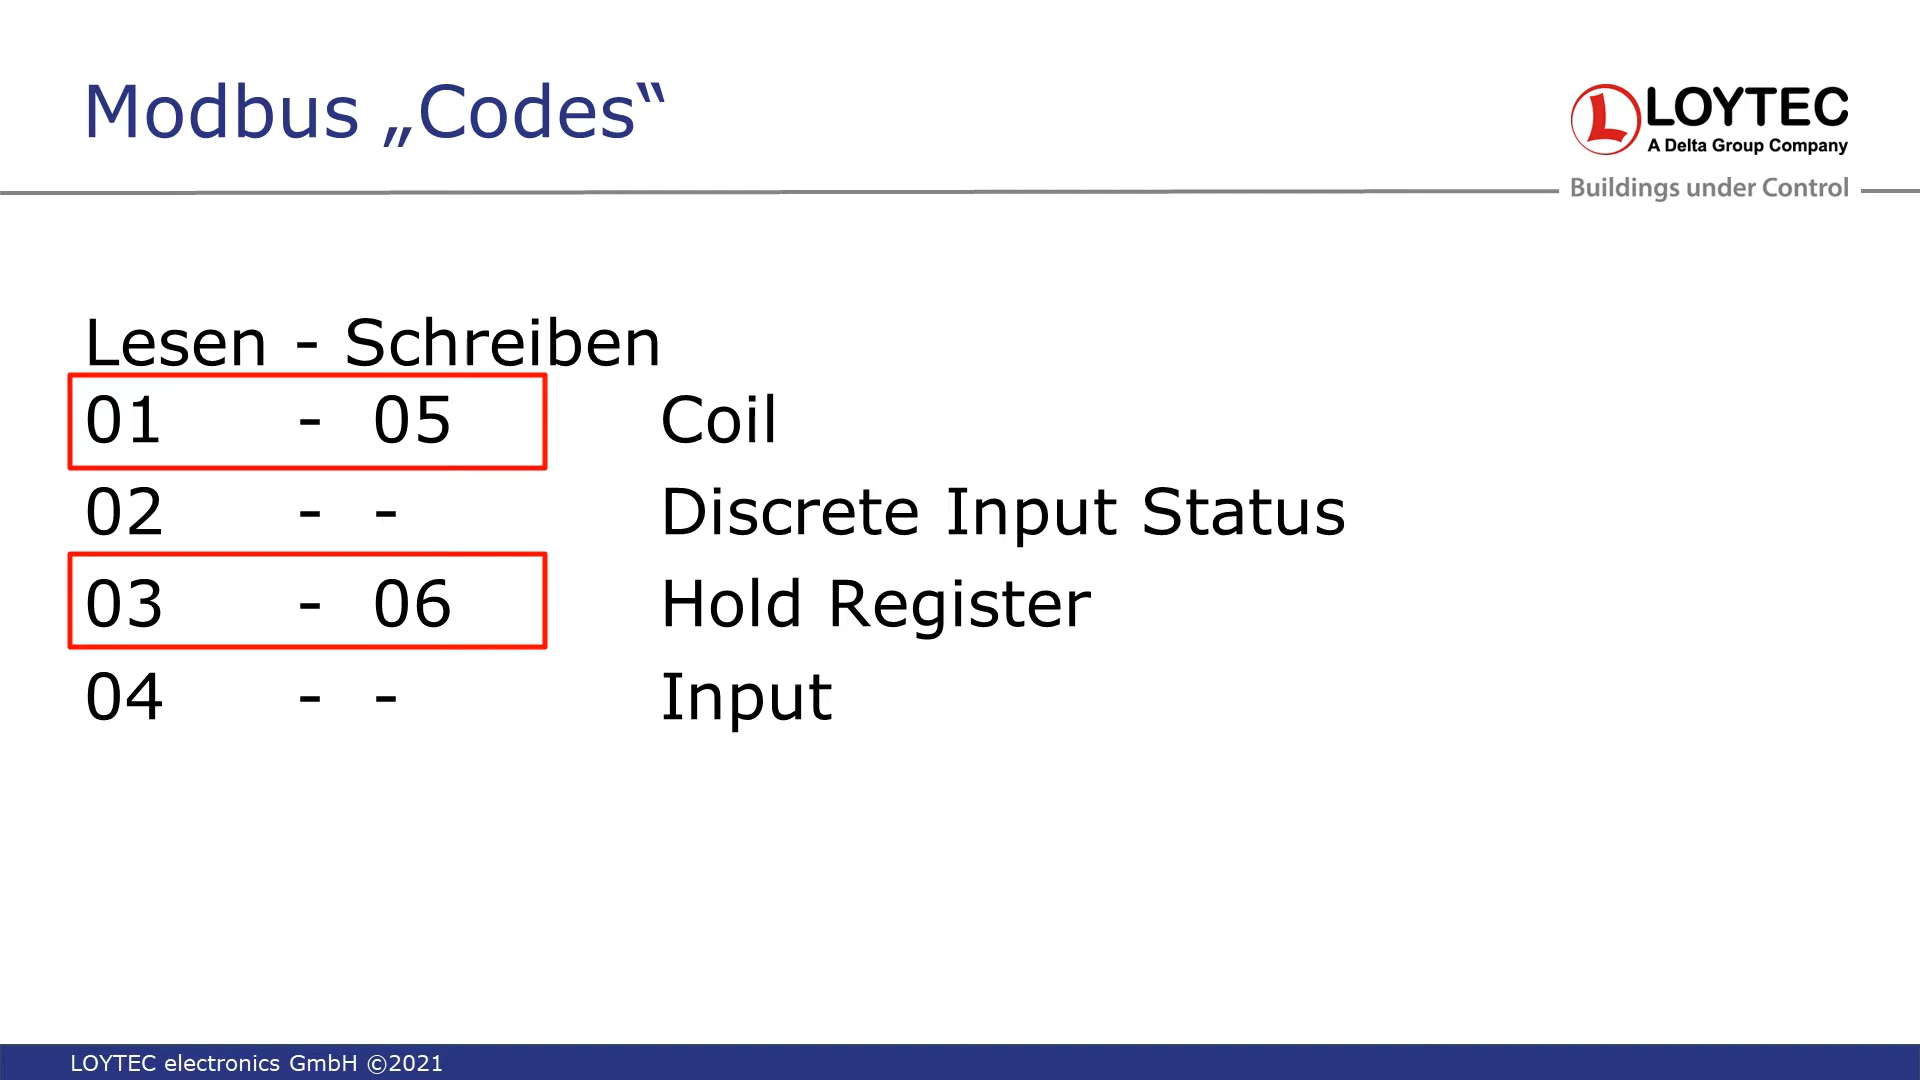 Modbus „Codes“
LOYTEC
A Delta Group Company
Buildings under Control
Lesen - Schreiben
01 - 05 Coil
02 - - Discrete Input Status
03 - 06 Hold Register
04 - - Input
LOYTEC electronics GmbH ©2021